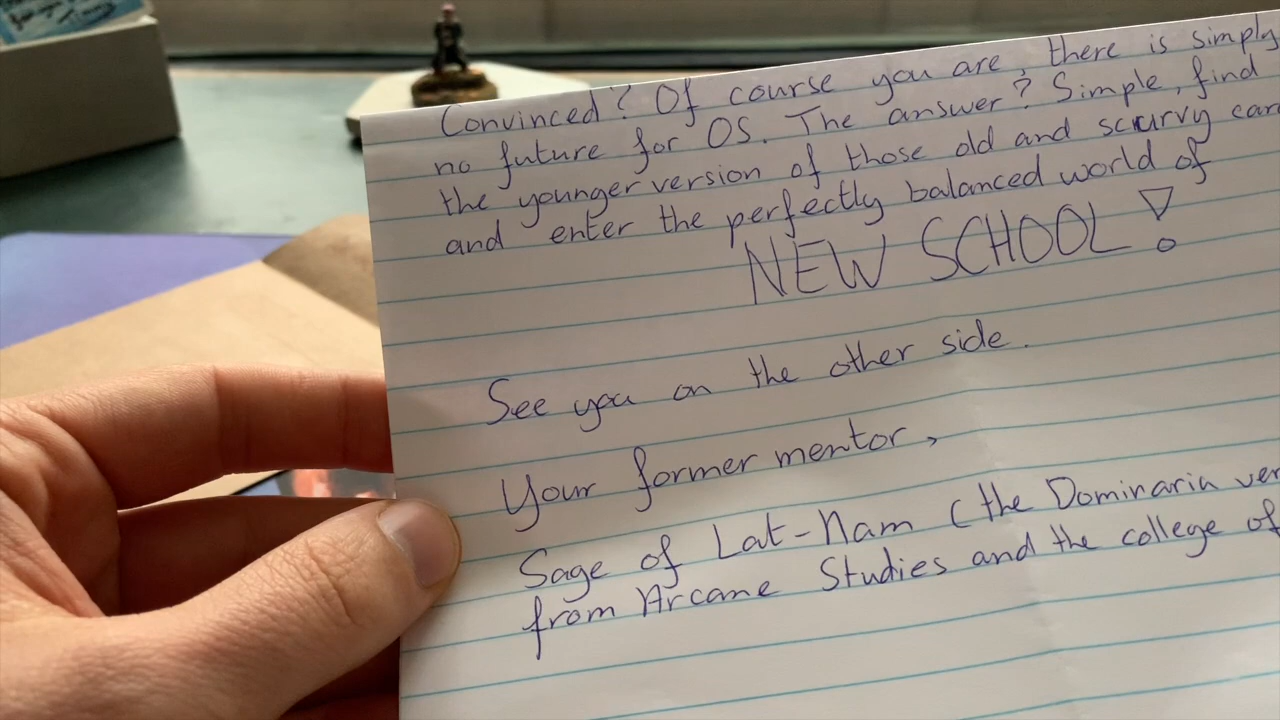 Convinced? Of course you are, there is simply
no future for OS. The answer? Simple, find
the younger version of those old and scurvy car
and enter the perfectly balanced world of
NEW SCHOOL!
See you on the other side.
Your former mentor,
Sage of Lat-Nam (the Dominaria ver
from Arcane Studies and the college of